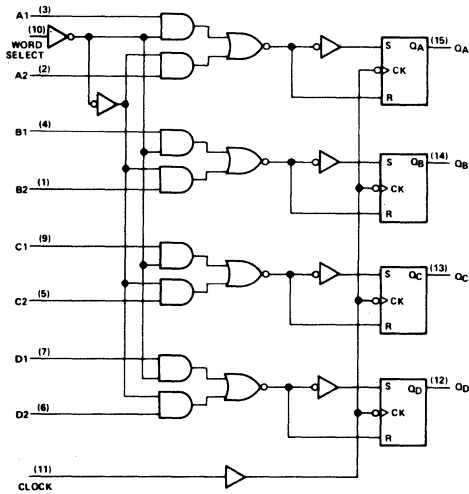 A1 (3)
(10)
WORD
SELECT
A2 (2)
S QA (15) QA
CK
R
B1 (4)
B2 (1)
S QB (14) QB
CK
R
C1 (9)
C2 (5)
S QC (13) QC
CK
R
D1 (7)
D2 (6)
S QD (12) QD
CK
R
(11)
CLOCK